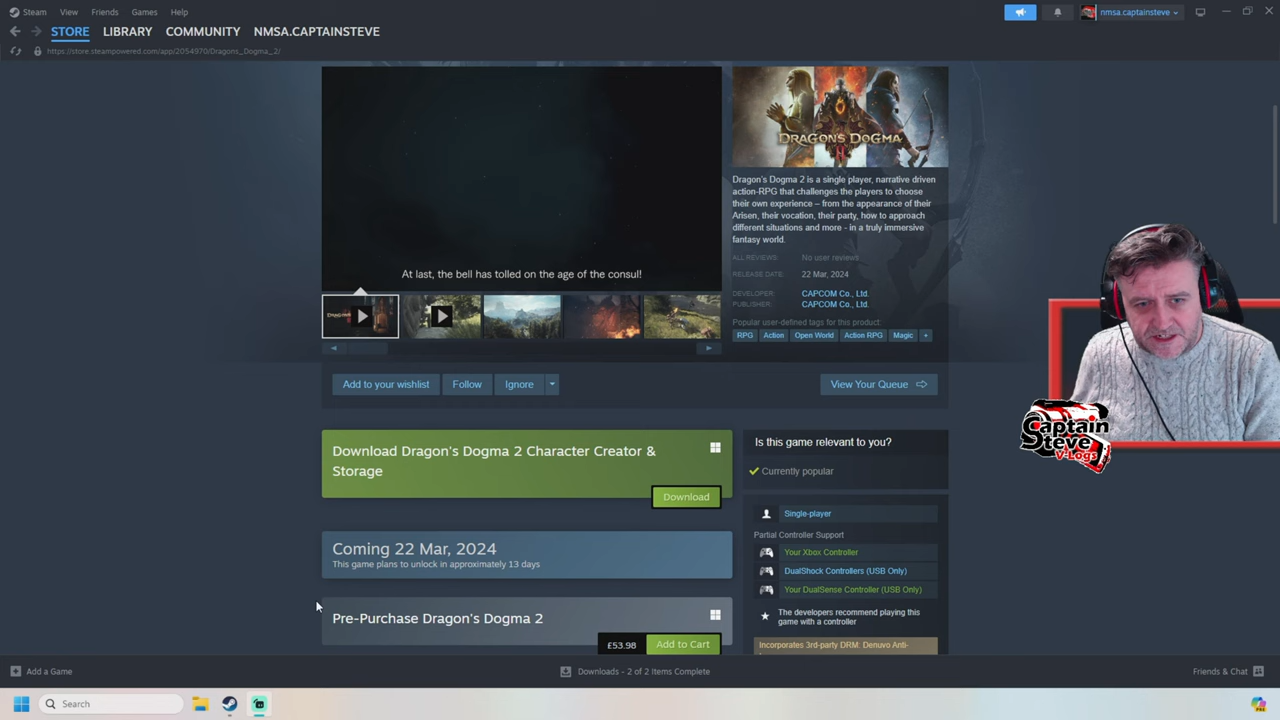 Steam View Friends Games Help
nmsa.captainsteve
STORE LIBRARY COMMUNITY NMSA.CAPTAINSTEVE
https://store.steampowered.com/app/2054970/Dragons_Dogma_2/
DRAGON'S DOGMA
II
Dragon's Dogma 2 is a single player, narrative driven
action-RPG that challenges the players to choose
their own experience – from the appearance of their
Arisen, their vocation, their party, how to approach
different situations and more - in a truly immersive
fantasy world.
At last, the bell has tolled on the age of the consul!
ALL REVIEWS: No user reviews
RELEASE DATE: 22 Mar, 2024
DEVELOPER: CAPCOM Co., Ltd.
PUBLISHER: CAPCOM Co., Ltd.
Popular user-defined tags for this product:
RPG Action Open World Action RPG Magic +
Add to your wishlist Follow Ignore View Your Queue
Download Dragon's Dogma 2 Character Creator &
Storage
Download
Is this game relevant to you?
Currently popular
Coming 22 Mar, 2024
This game plans to unlock in approximately 13 days
Pre-Purchase Dragon's Dogma 2
£53.98 Add to Cart
Single-player
Partial Controller Support
Your Xbox Controller
DualShock Controllers (USB Only)
Your DualSense Controller (USB Only)
The developers recommend playing this
game with a controller
Incorporates 3rd-party DRM: Denuvo Anti-
Captain
Steve
V-Logs
Add a Game Downloads - 2 of 2 Items Complete Friends & Chat
Search